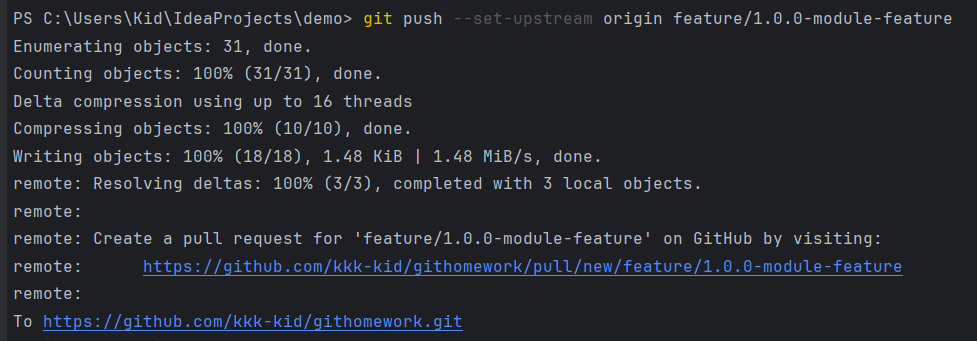 PS C:\Users\Kid\IdeaProjects\demo> git push --set-upstream origin feature/1.0.0-module-feature
Enumerating objects: 31, done.
Counting objects: 100% (31/31), done.
Delta compression using up to 16 threads
Compressing objects: 100% (10/10), done.
Writing objects: 100% (18/18), 1.48 KiB | 1.48 MiB/s, done.
remote: Resolving deltas: 100% (3/3), completed with 3 local objects.
remote:
remote: Create a pull request for 'feature/1.0.0-module-feature' on GitHub by visiting:
remote:      https://github.com/kkk-kid/githomework/pull/new/feature/1.0.0-module-feature
remote:
To https://github.com/kkk-kid/githomework.git